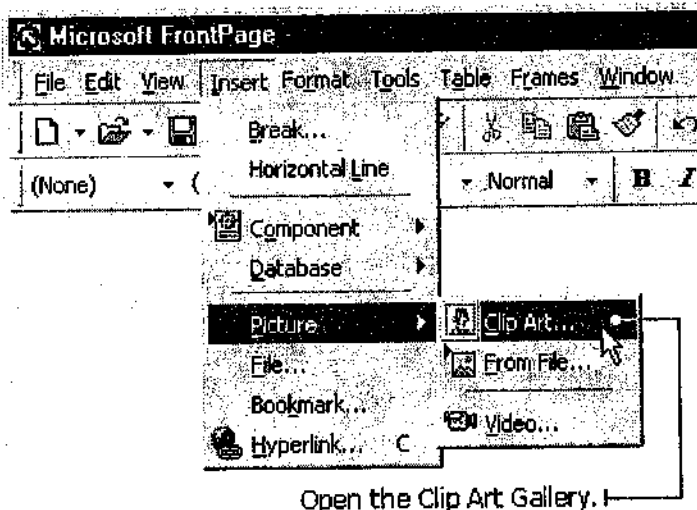 Microsoft FrontPage
File Edit View Insert Format Tools Table Frames Window
Break...
Horizontal Line
(None) ( Normal B I
Component
Database
Picture Clip Art...
File... From File...
Bookmark... Video...
Hyperlink... C
Open the Clip Art Gallery.